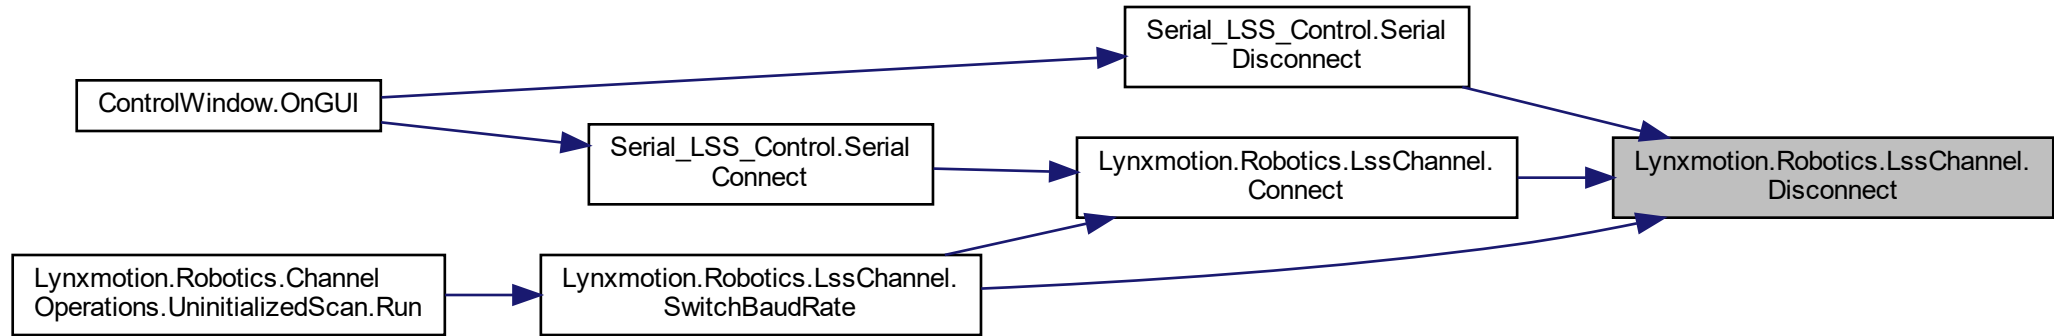 Serial_LSS_Control.Serial
Disconnect
ControlWindow.OnGUI
Serial_LSS_Control.Serial
Connect
Lynxmotion.Robotics.LssChannel.
Connect
Lynxmotion.Robotics.LssChannel.
Disconnect
Lynxmotion.Robotics.Channel
Operations.UninitializedScan.Run
Lynxmotion.Robotics.LssChannel.
SwitchBaudRate